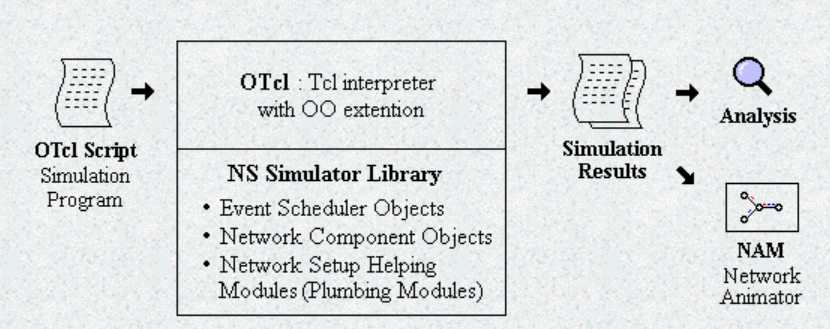 OTcl Script
Simulation
Program
OTcl : Tcl interpreter
with OO extention
NS Simulator Library
• Event Scheduler Objects
• Network Component Objects
• Network Setup Helping
Modules (Plumbing Modules)
Simulation
Results
Analysis
NAM
Network
Animator